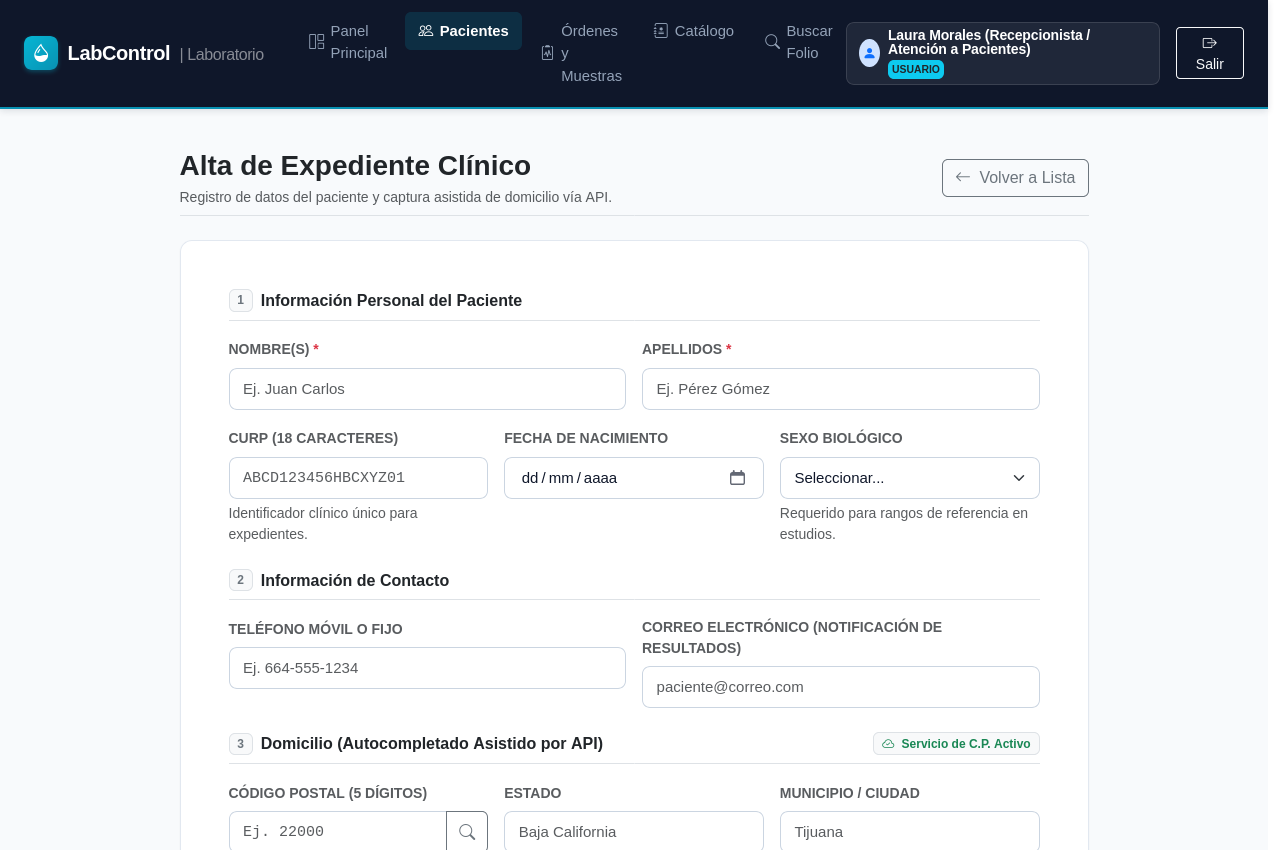 LabControl | Laboratorio
Panel
Principal
Pacientes
Órdenes
y
Muestras
Catálogo
Buscar
Folio
Laura Morales (Recepcionista /
Atención a Pacientes)
USUARIO
Salir
Alta de Expediente Clínico
Registro de datos del paciente y captura asistida de domicilio vía API.
Volver a Lista
1 Información Personal del Paciente
NOMBRE(S) *
Ej. Juan Carlos
APELLIDOS *
Ej. Pérez Gómez
CURP (18 CARACTERES)
ABCD123456HBCXYZ01
Identificador clínico único para
expedientes.
FECHA DE NACIMIENTO
dd/mm/aaaa
SEXO BIOLÓGICO
Seleccionar...
Requerido para rangos de referencia en
estudios.
2 Información de Contacto
TELÉFONO MÓVIL O FIJO
Ej. 664-555-1234
CORREO ELECTRÓNICO (NOTIFICACIÓN DE
RESULTADOS)
paciente@correo.com
3 Domicilio (Autocompletado Asistido por API)
Servicio de C.P. Activo
CÓDIGO POSTAL (5 DÍGITOS)
Ej. 22000
ESTADO
Baja California
MUNICIPIO / CIUDAD
Tijuana